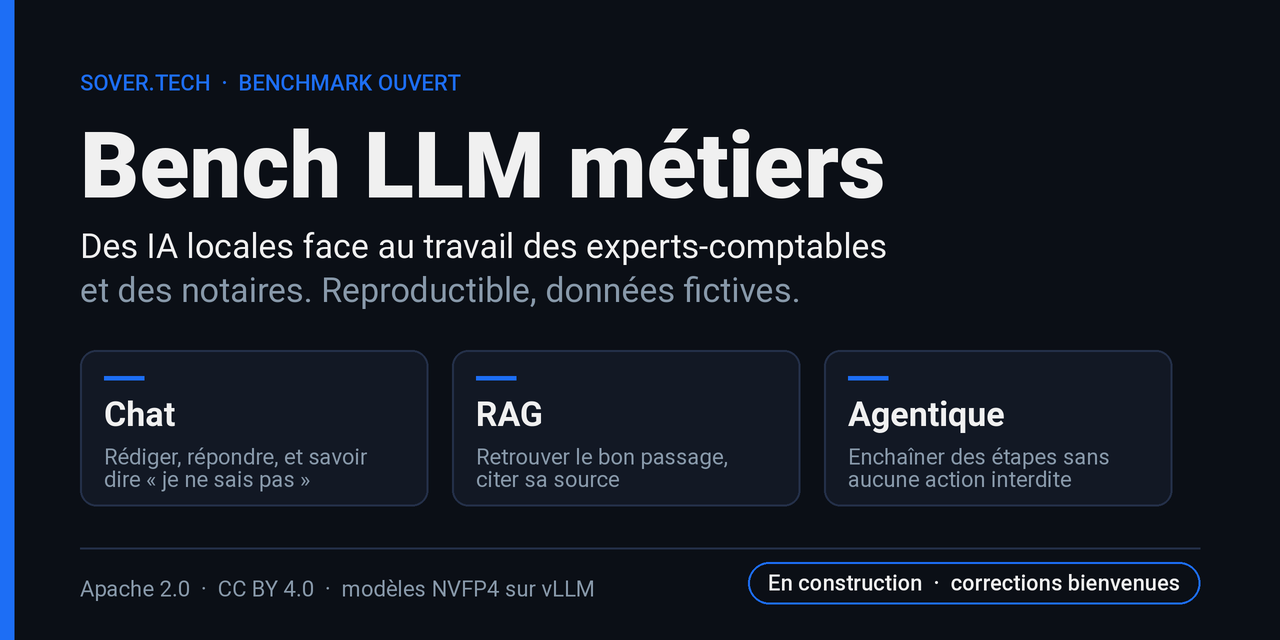 SOVER.TECH · BENCHMARK OUVERT
Bench LLM métiers
Des IA locales face au travail des experts-comptables
et des notaires. Reproductible, données fictives.
Chat
Rédiger, répondre, et savoir
dire « je ne sais pas »
RAG
Retrouver le bon passage,
citer sa source
Agentique
Enchaîner des étapes sans
aucune action interdite
Apache 2.0 · CC BY 4.0 · modèles NVFP4 sur vLLM
En construction · corrections bienvenues